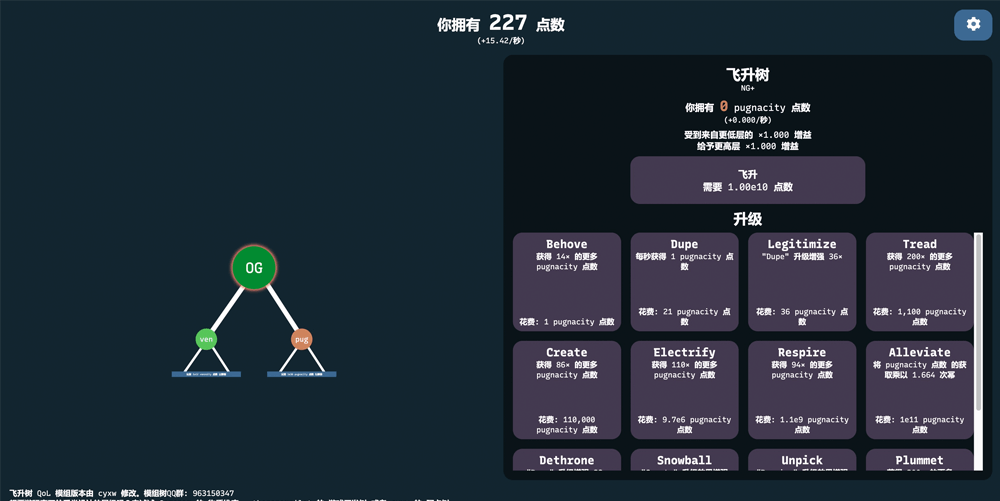 你拥有 227 点数
(+15.42/秒)
飞升树
NG+
你拥有 0 pugnacity 点数
(+0.000/秒)
受到来自更低层的 ×1.000 增益
给予更高层 ×1.000 增益
飞升
需要 1.00e10 点数
升级
Behove
获得 14× 的更多
pugnacity 点数
花费: 1 pugnacity 点数
Dupe
每秒获得 1 pugnacity 点
数
花费: 21 pugnacity 点
数
Legitimize
"Dupe" 升级增强 36×
花费: 36 pugnacity 点
数
Tread
获得 200× 的更多
pugnacity 点数
花费: 1,100 pugnacity
点数
Create
获得 86× 的更多
pugnacity 点数
花费: 110,000
pugnacity 点数
Electrify
获得 110× 的更多
pugnacity 点数
花费: 9.7e6 pugnacity
点数
Respire
获得 94× 的更多
pugnacity 点数
花费: 1.1e9 pugnacity
点数
Alleviate
将 pugnacity 点数 的获
取乘以 1.664 次幂
花费: 1e11 pugnacity
点数
Dethrone
Snowball
Unpick
Plummet
OG
ven
pug
飞升树 QoL 模组版本由 cyxw 修改, 模组树QQ群: 963150347